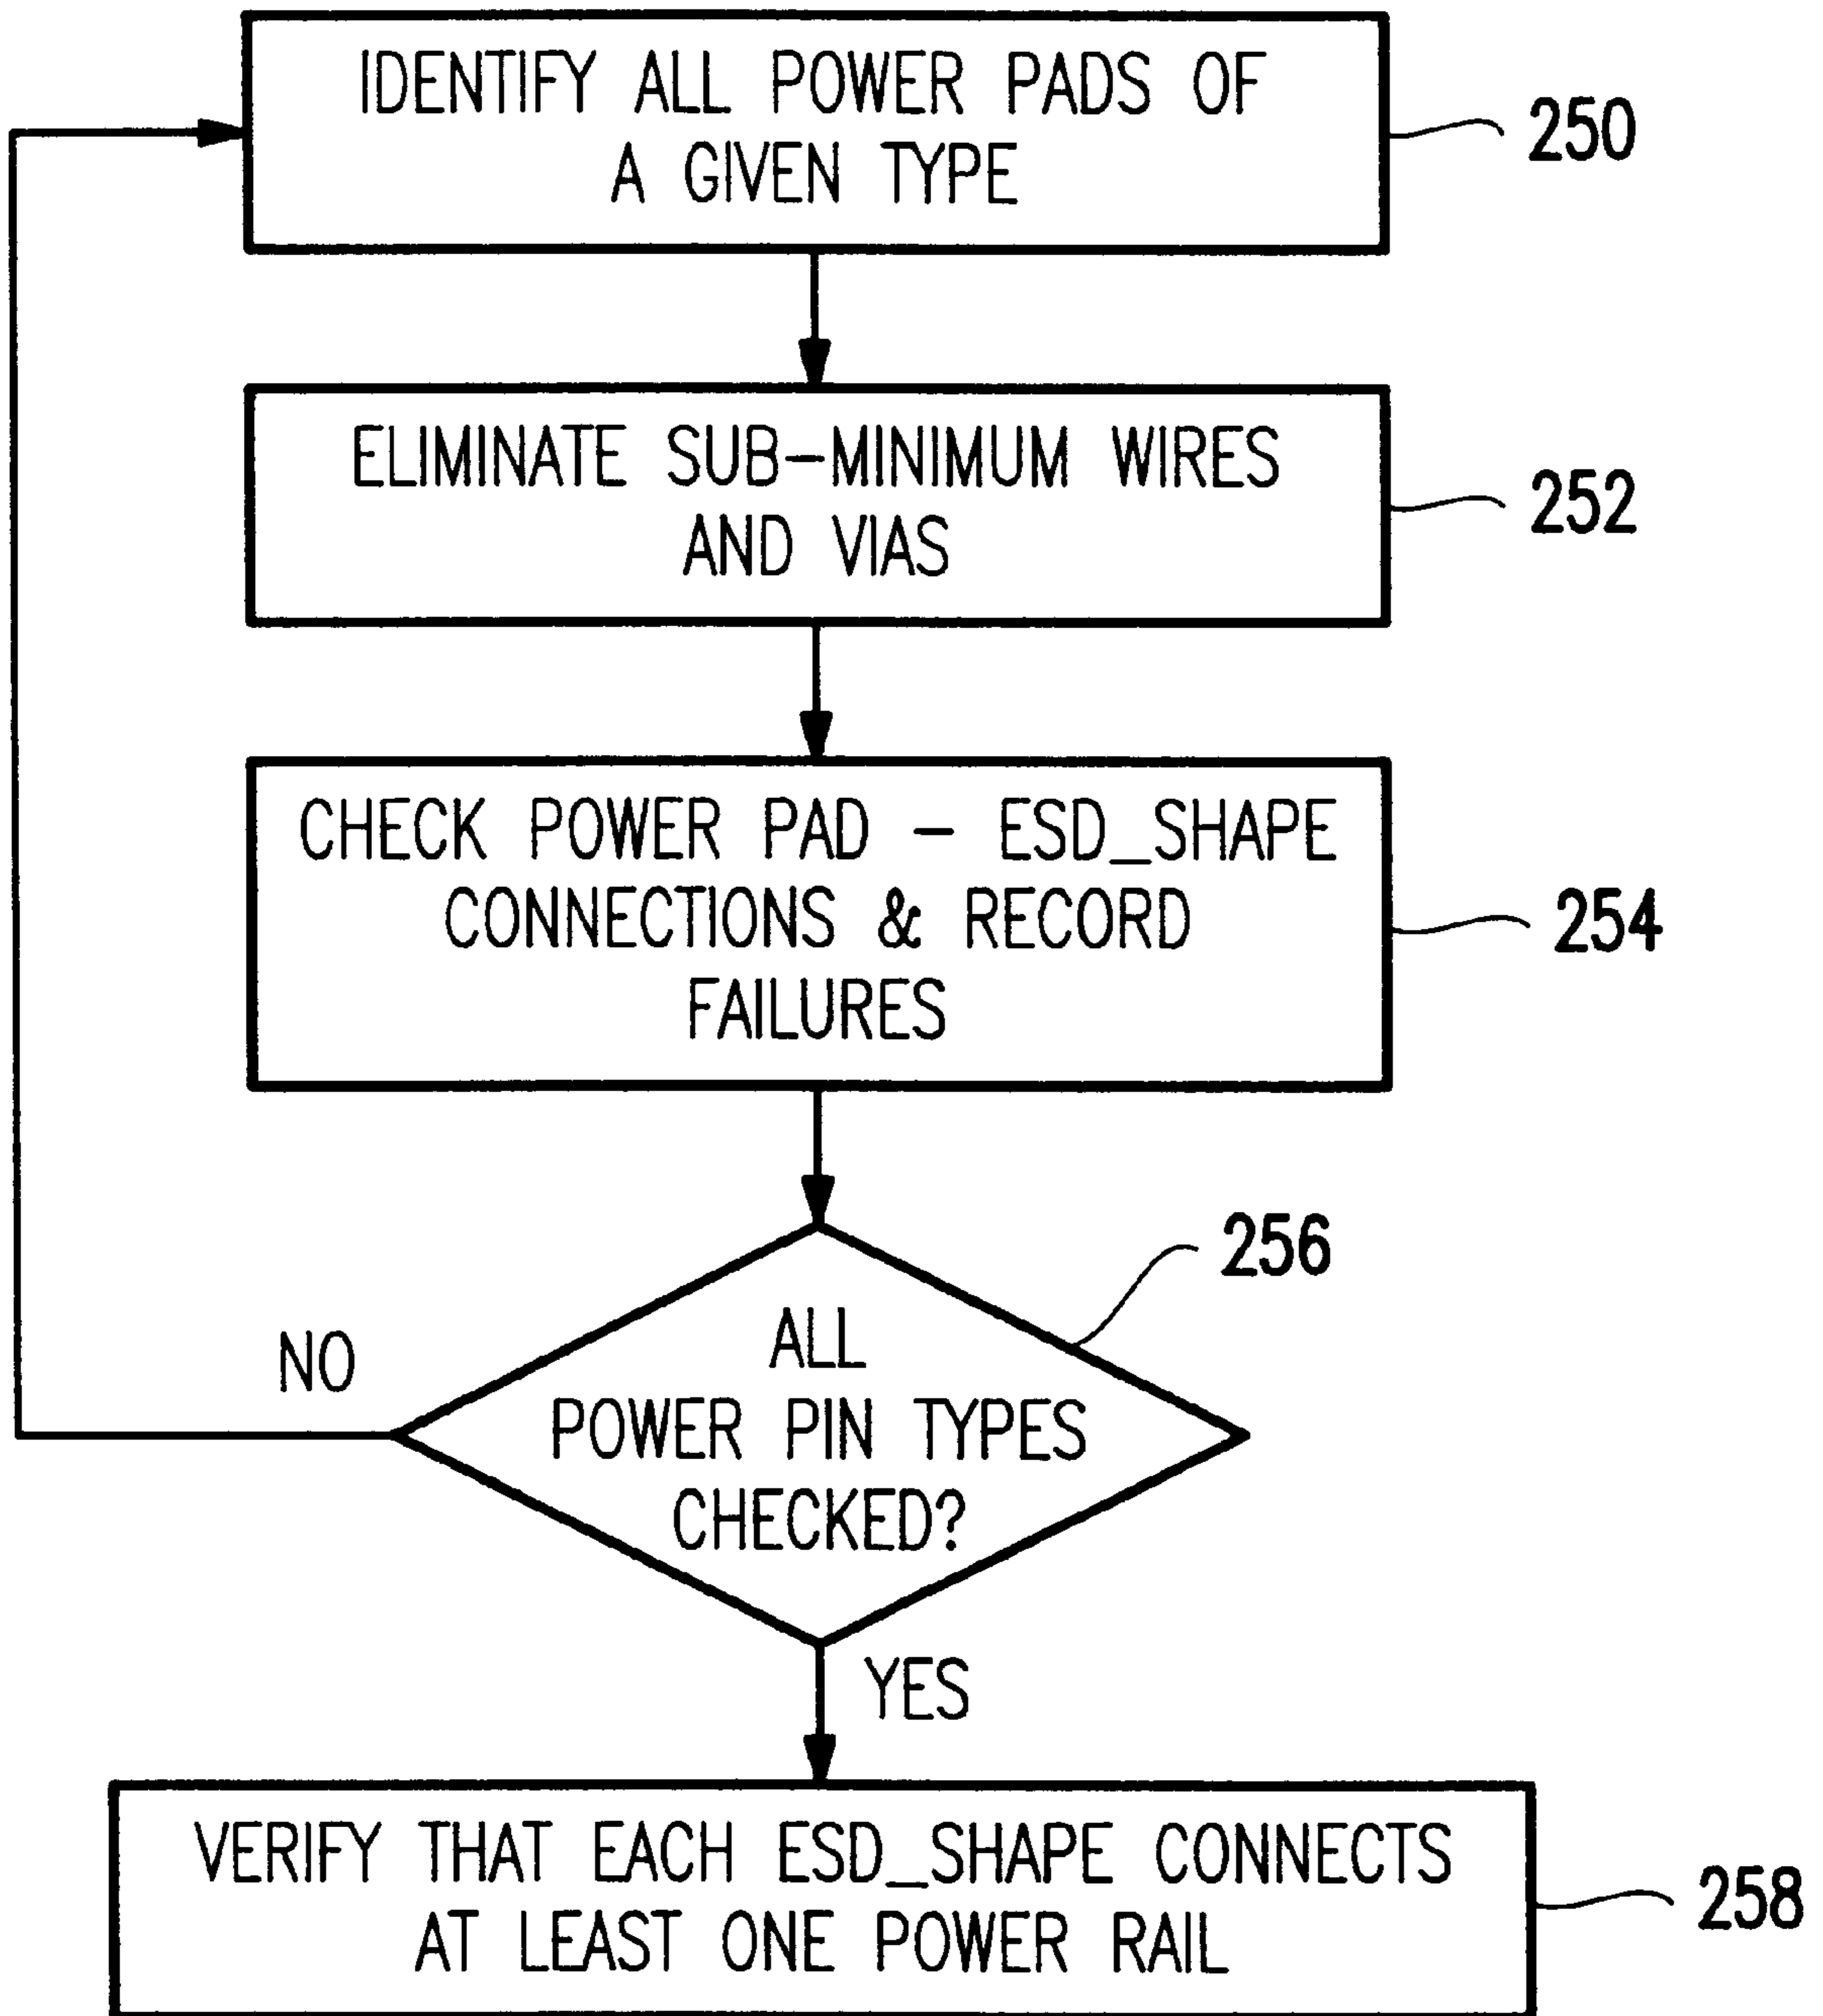 IDENTIFY ALL POWER PADS OF
A GIVEN TYPE
250
ELIMINATE SUB-MINIMUM WIRES
AND VIAS
252
CHECK POWER PAD - ESD_SHAPE
CONNECTIONS & RECORD
FAILURES
254
256
ALL
POWER PIN TYPES
CHECKED?
NO
YES
VERIFY THAT EACH ESD_SHAPE CONNECTS
AT LEAST ONE POWER RAIL
258